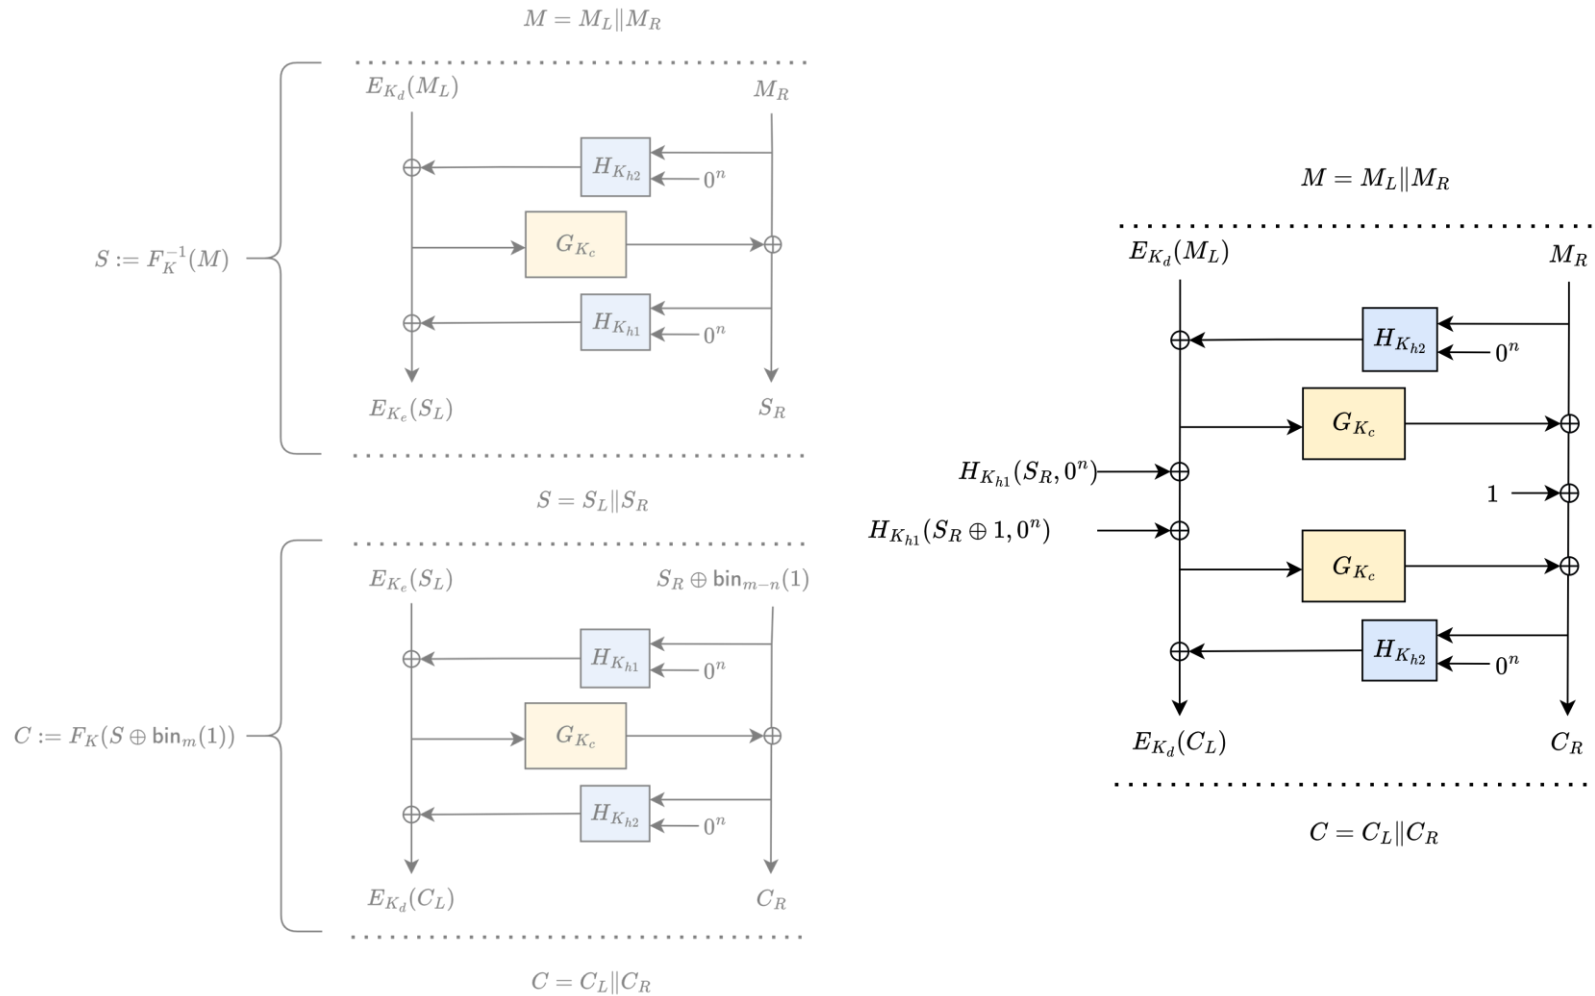 M = M_L∥M_R
E_{K_d}(M_L)
M_R
H_{K_{h2}}
0^n
G_{K_c}
S := F_K^{-1}(M)
H_{K_{h1}}
0^n
E_{K_e}(S_L)
S_R
S = S_L∥S_R
E_{K_e}(S_L)
S_R ⊕ bin_{m−n}(1)
H_{K_{h1}}
0^n
G_{K_c}
C := F_K(S ⊕ bin_m(1))
H_{K_{h2}}
0^n
E_{K_d}(C_L)
C_R
C = C_L∥C_R
M = M_L∥M_R
E_{K_d}(M_L)
M_R
H_{K_{h2}}
0^n
G_{K_c}
H_{K_{h1}}(S_R, 0^n)
1
H_{K_{h1}}(S_R ⊕ 1, 0^n)
G_{K_c}
H_{K_{h2}}
0^n
E_{K_d}(C_L)
C_R
C = C_L∥C_R